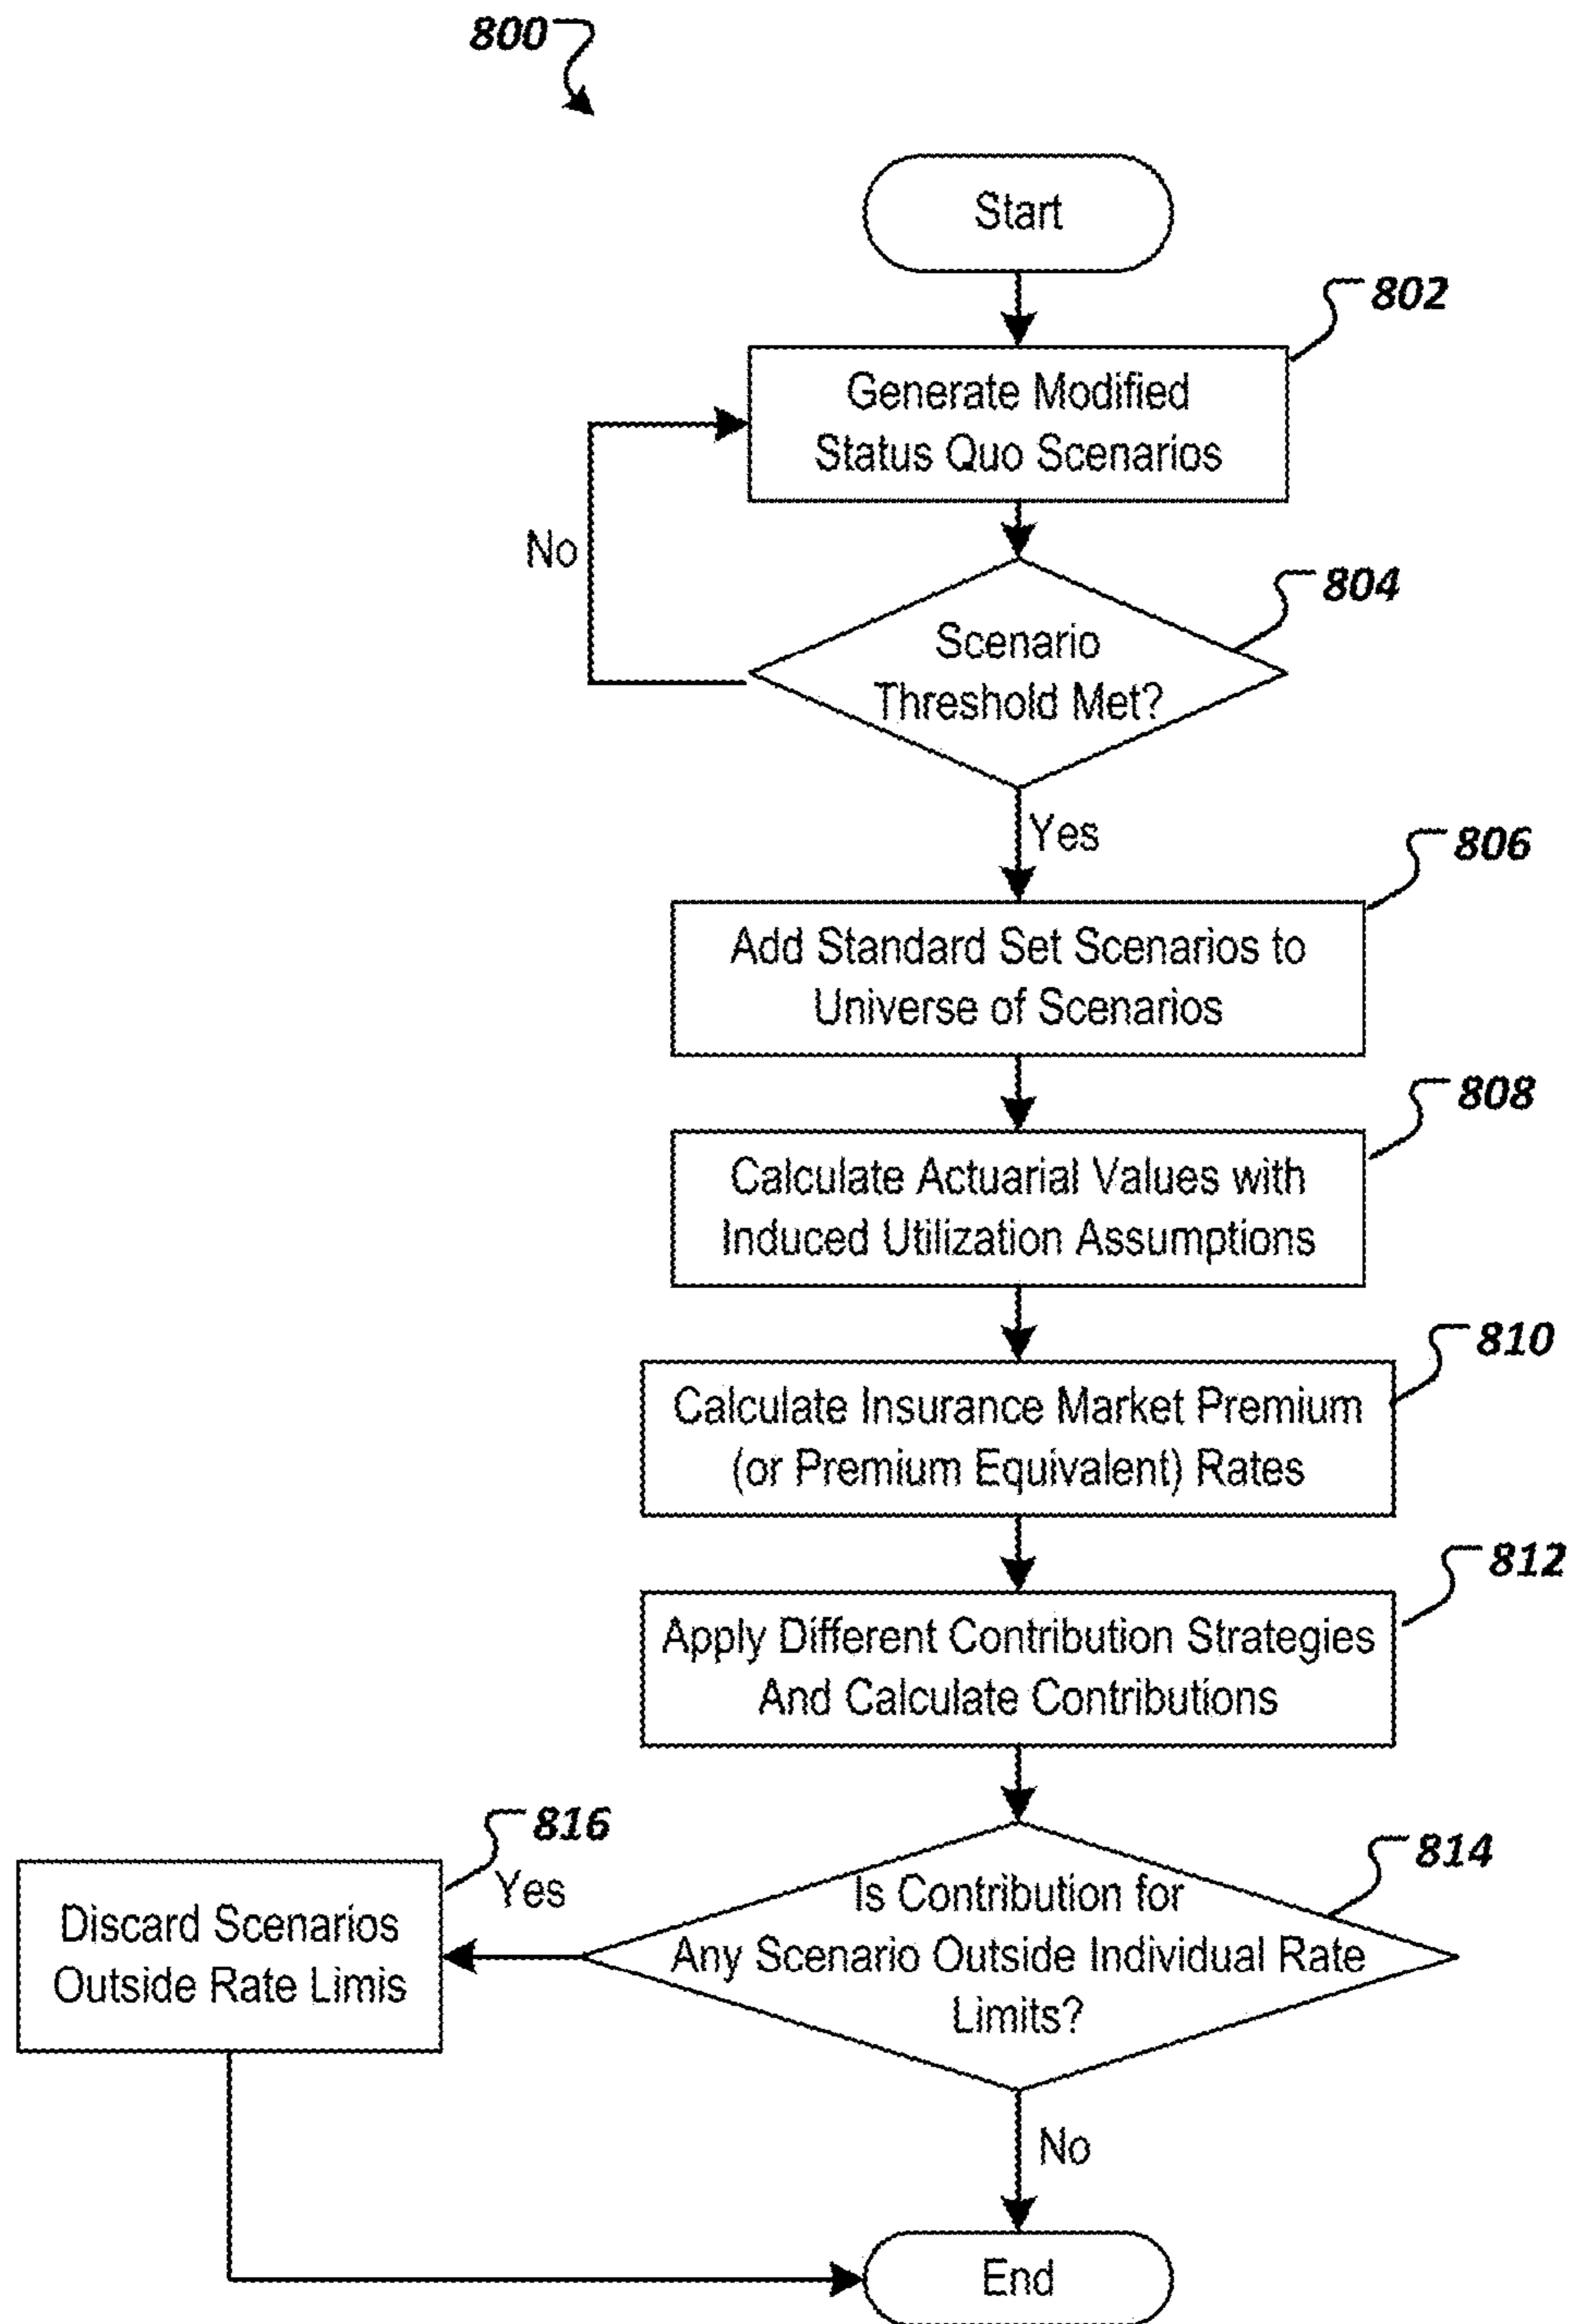 800
Start
802
Generate Modified
Status Quo Scenarios
No
804
Scenario
Threshold Met?
Yes
806
Add Standard Set Scenarios to
Universe of Scenarios
808
Calculate Actuarial Values with
Induced Utilization Assumptions
810
Calculate Insurance Market Premium
(or Premium Equivalent) Rates
812
Apply Different Contribution Strategies
And Calculate Contributions
816
Yes
Discard Scenarios
Outside Rate Limis
814
Is Contribution for
Any Scenario Outside Individual Rate
Limits?
No
End